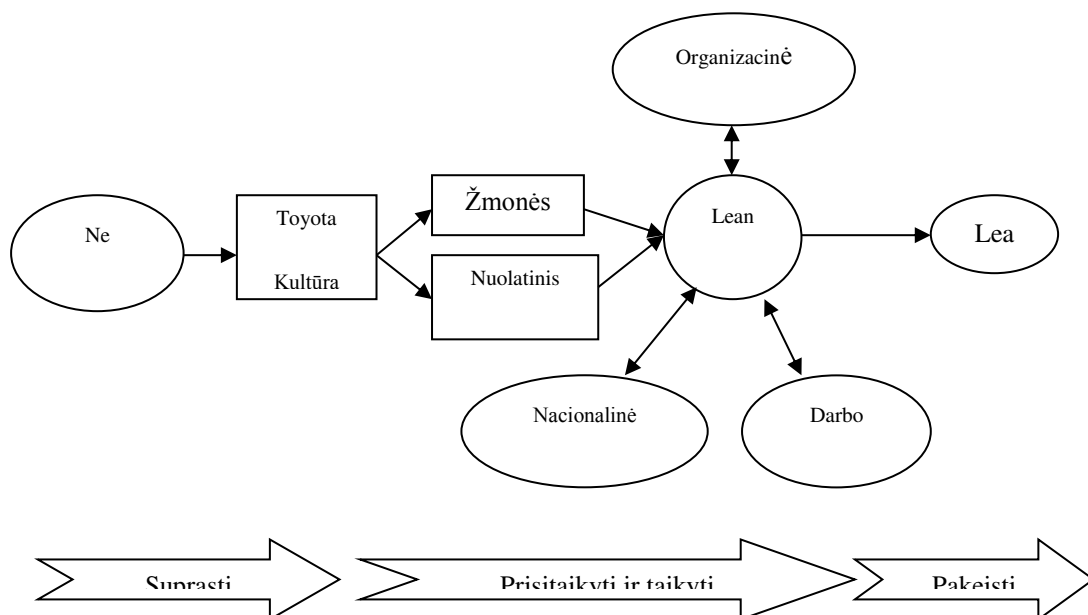 Organizacinė
Ne
Toyota
Kultūra
Žmonės
Nuolatinis
Lean
Lea
Nacionalinė
Darbo
Suprasti
Prisitaikyti ir taikyti
Pakeisti